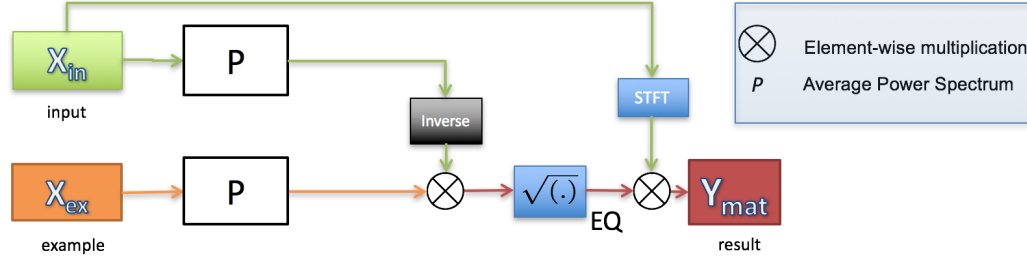 X_in
P
STFT
Inverse
input
X_ex
P
√(.)
EQ
Y_mat
example
result
Element-wise multiplication
P Average Power Spectrum